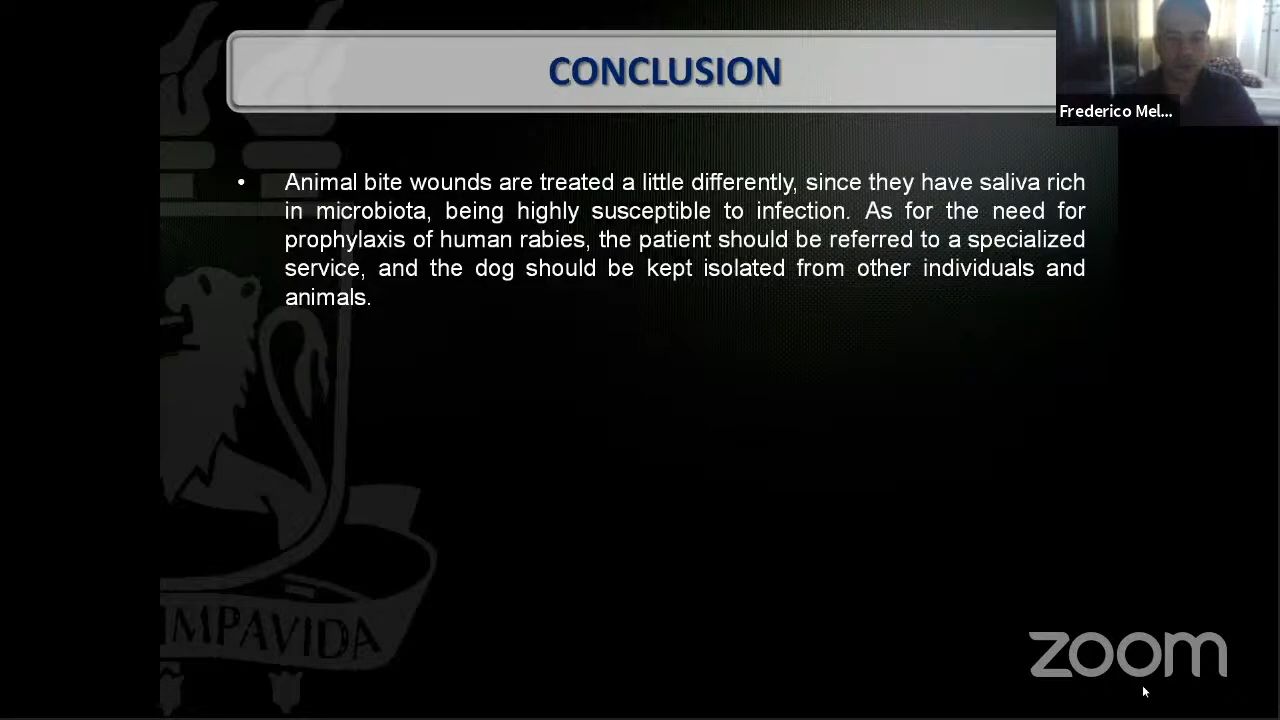 CONCLUSION
Frederico Mel...
• Animal bite wounds are treated a little differently, since they have saliva rich
in microbiota, being highly susceptible to infection. As for the need for
prophylaxis of human rabies, the patient should be referred to a specialized
service, and the dog should be kept isolated from other individuals and
animals.
IMPAVIDA
zoom